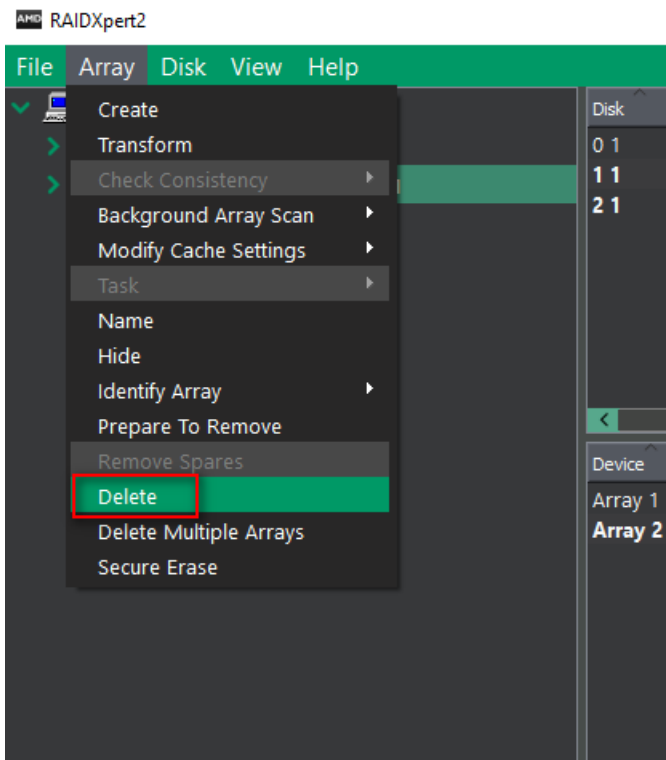 AMD RAIDXpert2
File Array Disk View Help
Create
Transform
Check Consistency
Background Array Scan
Modify Cache Settings
Task
Name
Hide
Identify Array
Prepare To Remove
Remove Spares
Delete
Delete Multiple Arrays
Secure Erase
Disk
0 1
1 1
2 1
Device
Array 1
Array 2